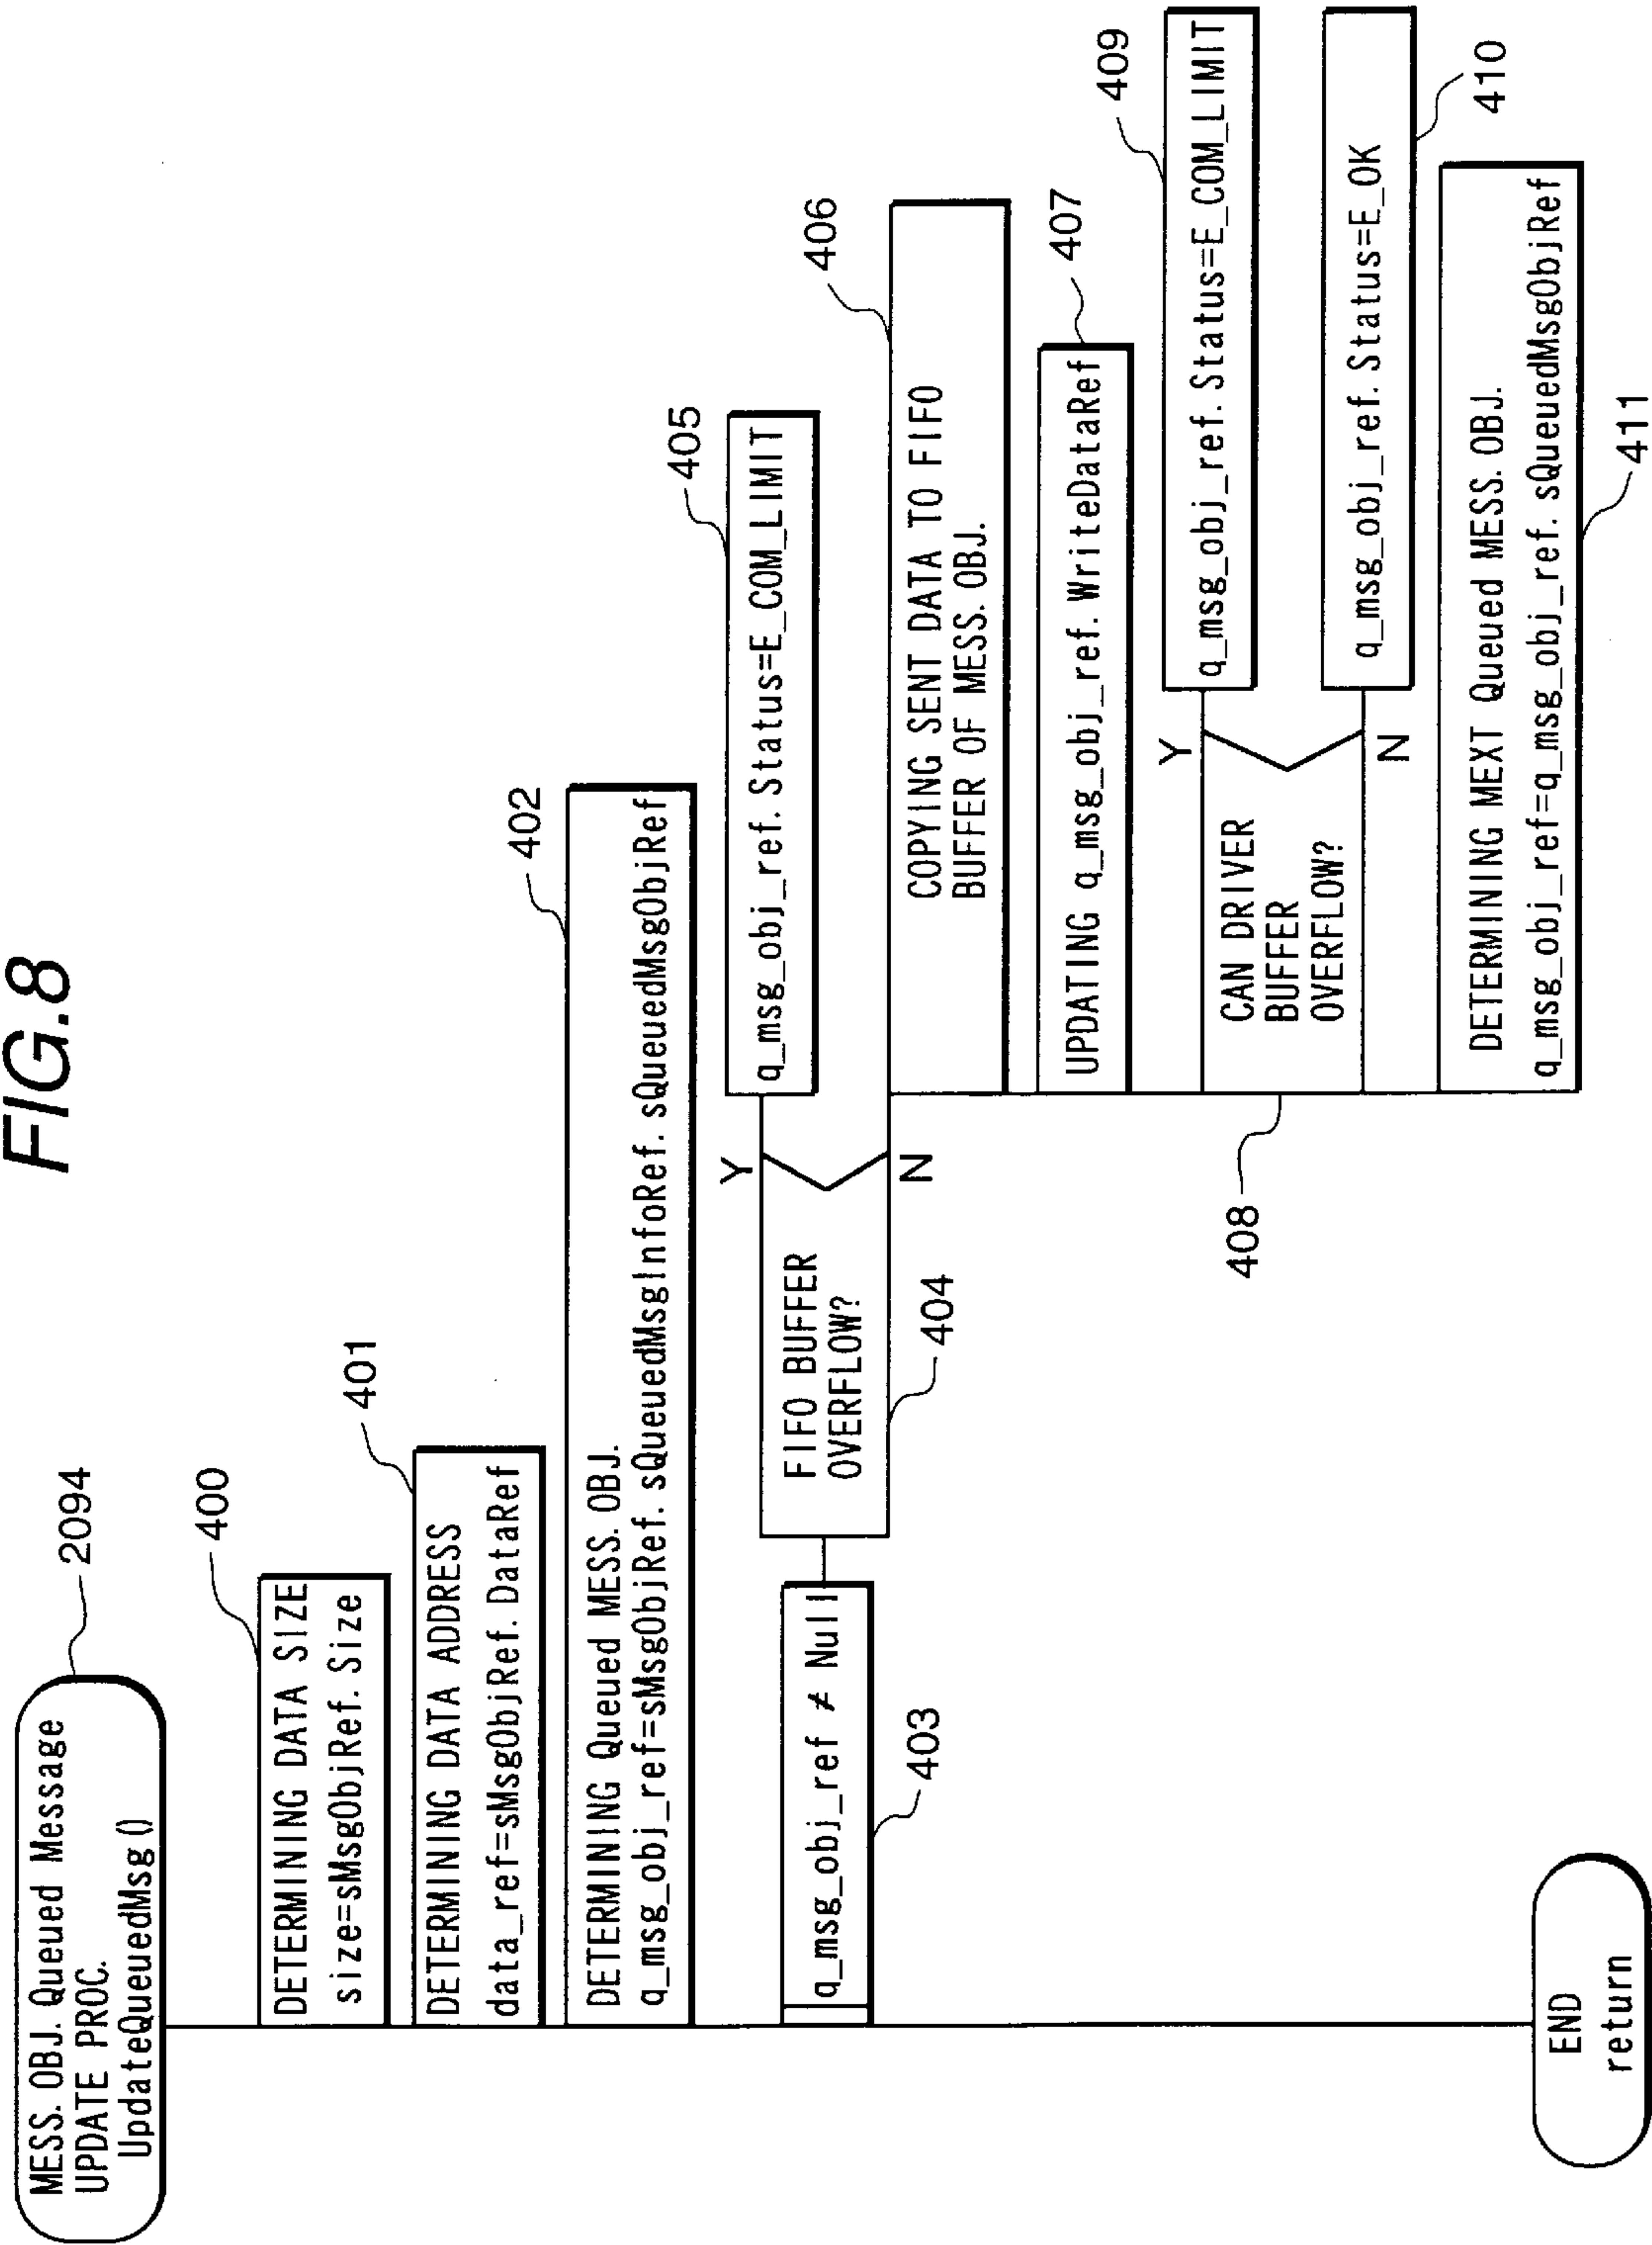 FIG.8
MESS. OBJ. Queued Message
UPDATE PROC.
UpdateQueuedMsg()
2094
DETERMINING DATA SIZE
size=sMsgObjRef.Size
400
DETERMINING DATA ADDRESS
data_ref=sMsgObjRef.DataRef
401
DETERMINING Queued MESS. OBJ.
q_msg_obj_ref=sMsgObjRef.sQueuedMsgInfoRef.sQueuedMsgObjRef
402
q_msg_obj_ref ≠ Null
403
FIFO BUFFER
OVERFLOW?
404
Y
N
q_msg_obj_ref.Status=E_COM_LIMIT
405
COPYING SENT DATA TO FIFO
BUFFER OF MESS. OBJ.
406
UPDATING q_msg_obj_ref.WriteDataRef
407
CAN DRIVER
BUFFER
OVERFLOW?
408
Y
N
q_msg_obj_ref.Status=E_COM_LIMIT
409
q_msg_obj_ref.Status=E_OK
410
DETERMINING MEXT Queued MESS. OBJ.
q_msg_obj_ref=q_msg_obj_ref.sQueuedMsgObjRef
411
END
return